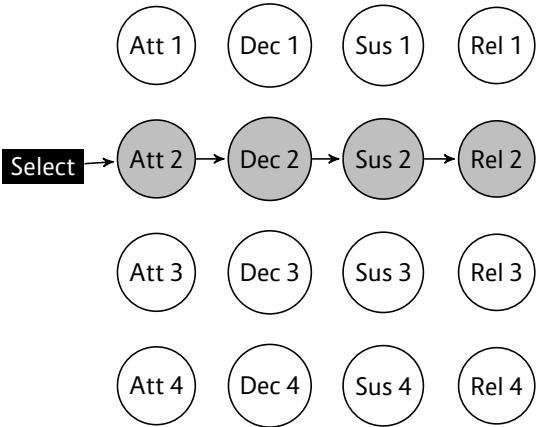 Att 1 Dec 1 Sus 1 Rel 1
Select Att 2 Dec 2 Sus 2 Rel 2
Att 3 Dec 3 Sus 3 Rel 3
Att 4 Dec 4 Sus 4 Rel 4